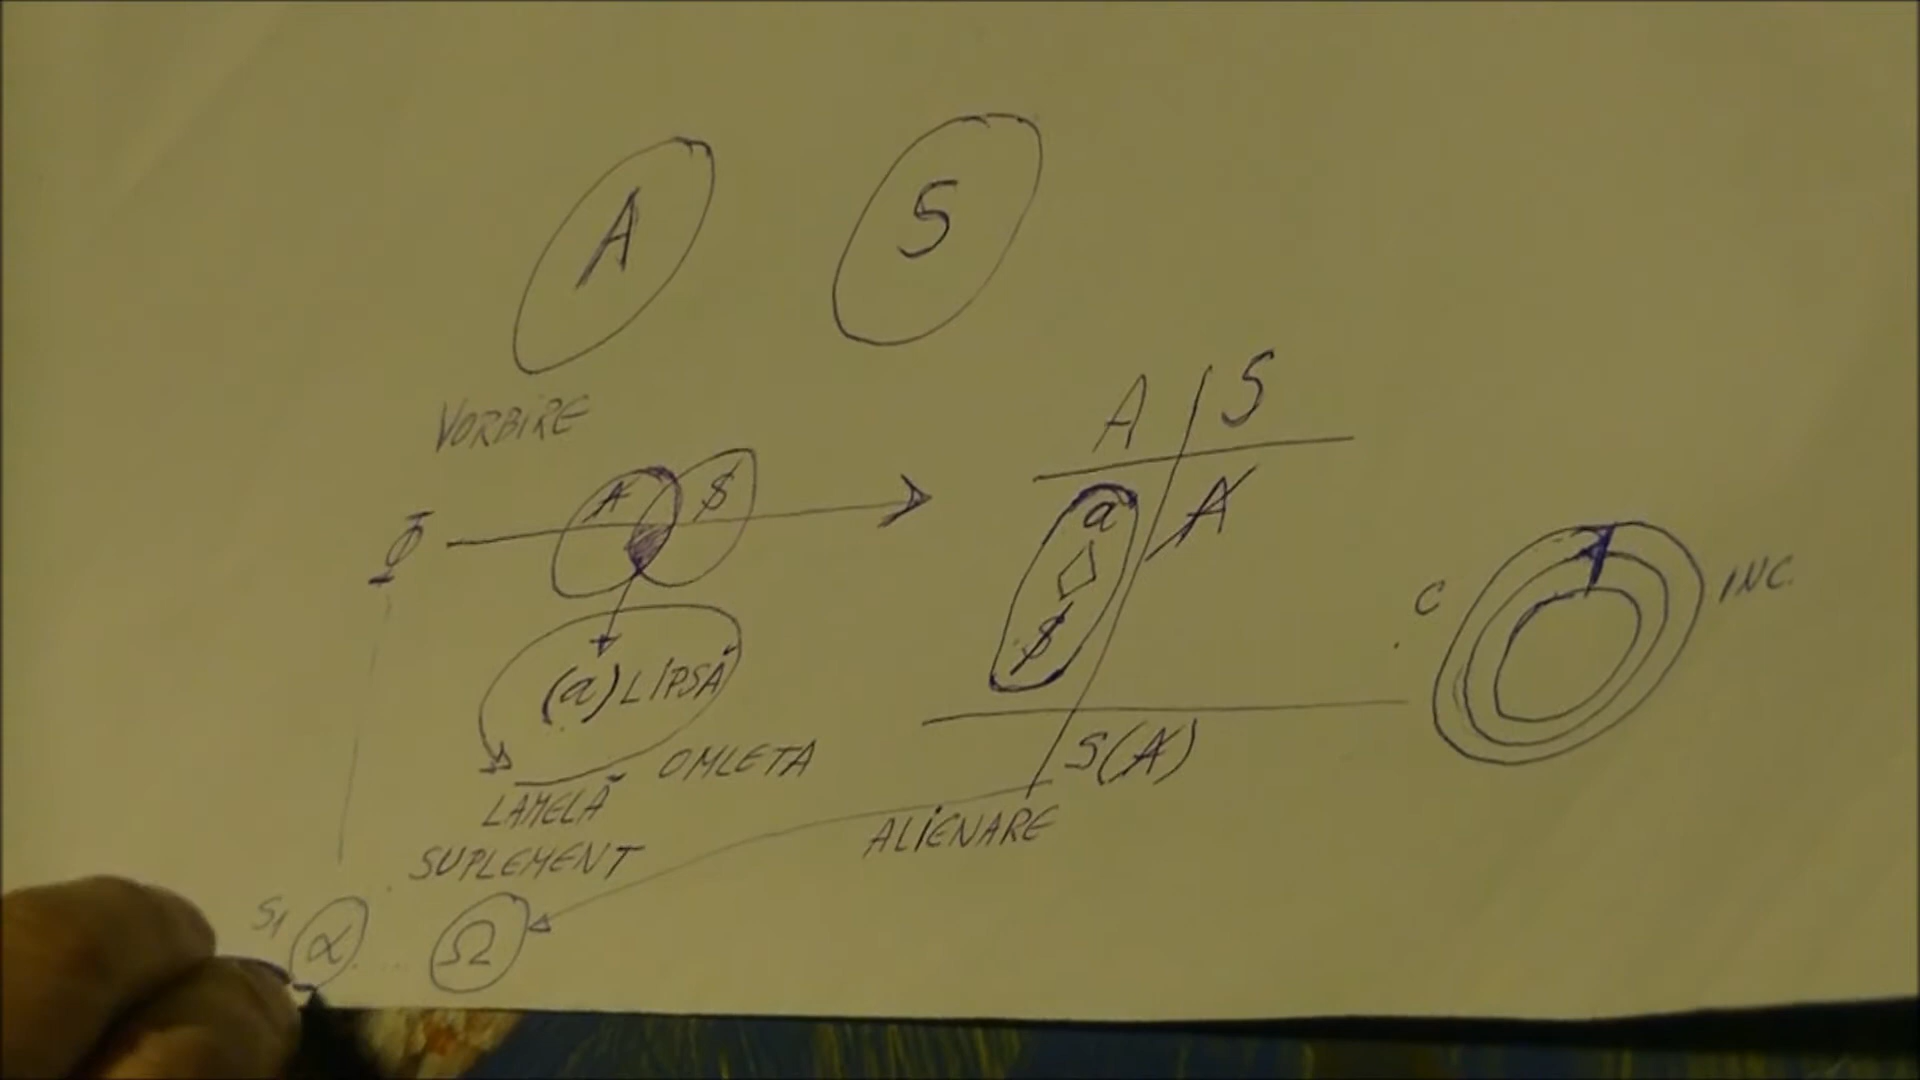 A S
VORBIRE
A S
Φ A̸ $
a A̸
◇
$
C INC.
(a) LIPSĂ
S(A̸)
OMLETA
LAMELĂ
ALIENARE
SUPLEMENT
S1 α .... Ω